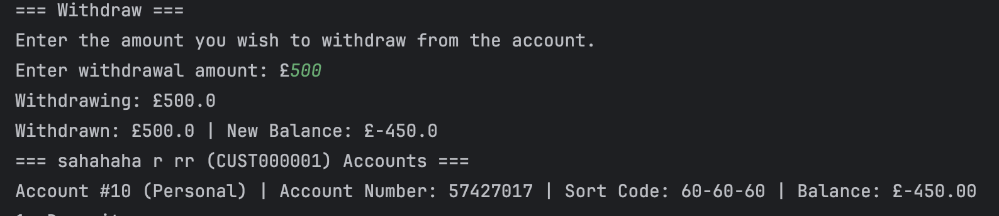 === Withdraw ===
Enter the amount you wish to withdraw from the account.
Enter withdrawal amount: £500
Withdrawing: £500.0
Withdrawn: £500.0 | New Balance: £-450.0
=== sahahaha r rr (CUST000001) Accounts ===
Account #10 (Personal) | Account Number: 57427017 | Sort Code: 60-60-60 | Balance: £-450.00